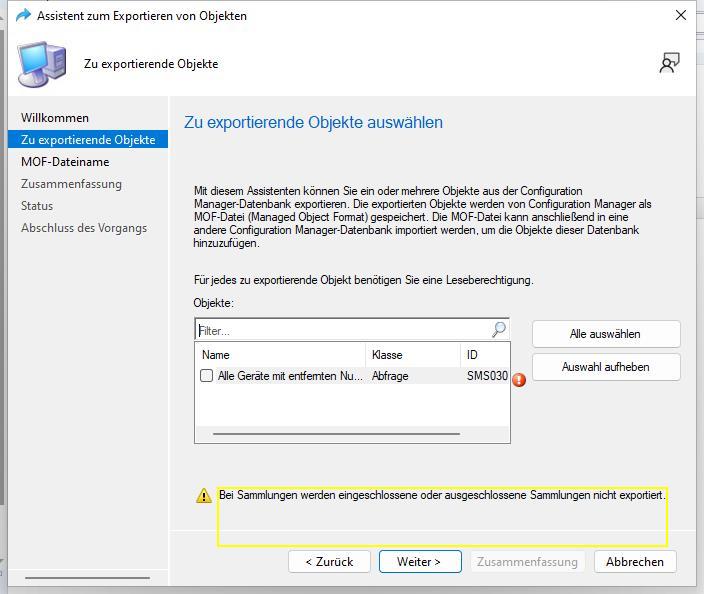 Assistent zum Exportieren von Objekten
Zu exportierende Objekte
Willkommen
Zu exportierende Objekte
MOF-Dateiname
Zusammenfassung
Status
Abschluss des Vorgangs
Zu exportierende Objekte auswählen
Mit diesem Assistenten können Sie ein oder mehrere Objekte aus der Configuration
Manager-Datenbank exportieren. Die exportierten Objekte werden von Configuration Manager als
MOF-Datei (Managed Object Format) gespeichert. Die MOF-Datei kann anschließend in eine
andere Configuration Manager-Datenbank importiert werden, um die Objekte dieser Datenbank
hinzuzufügen.
Für jedes zu exportierende Objekt benötigen Sie eine Leseberechtigung.
Objekte:
Filter...
Alle auswählen
Name Klasse ID
Auswahl aufheben
Alle Geräte mit entfernten Nu... Abfrage SMS030
Bei Sammlungen werden eingeschlossene oder ausgeschlossene Sammlungen nicht exportiert.
< Zurück Weiter > Zusammenfassung Abbrechen